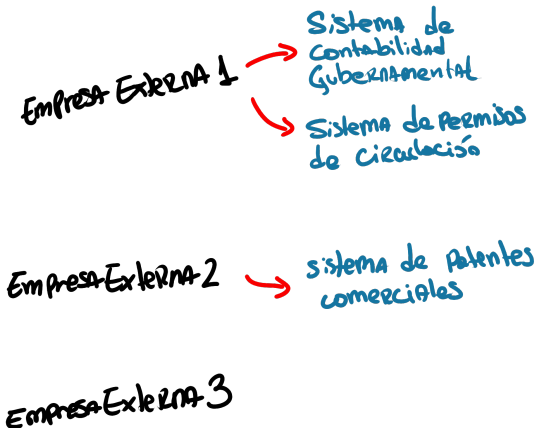 Empresa Externa 1
Sistema de
Contabilidad
Gubernamental
Sistema de Permisos
de Circulación
Empresa Externa 2
sistema de Patentes
comerciales
Empresa Externa 3